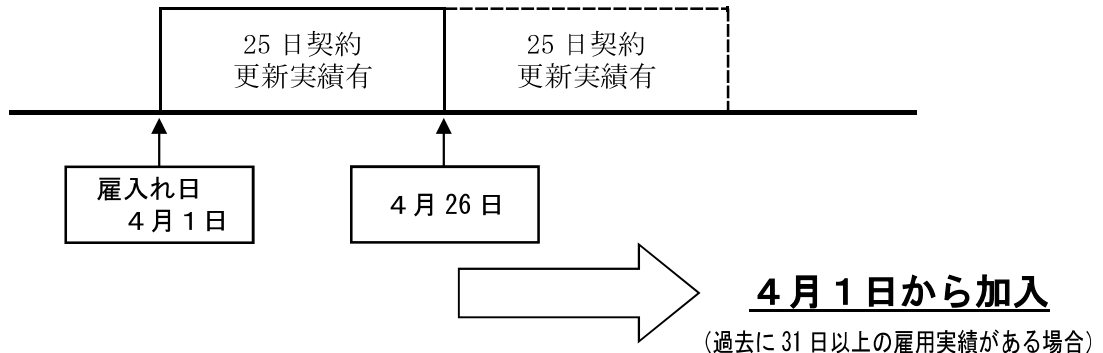 25 日契約
更新実績有
25 日契約
更新実績有
雇入れ日
４月１日
４月 26 日
４月１日から加入
（過去に 31 日以上の雇用実績がある場合）